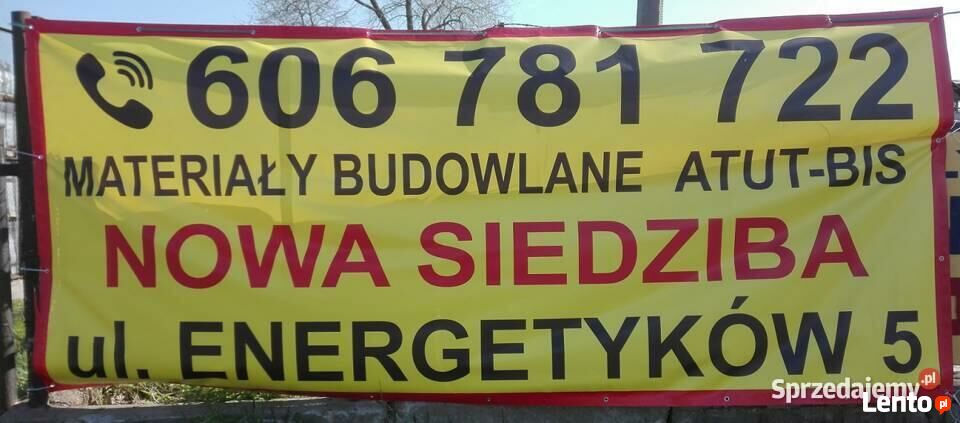 606 781 722
MATERIAŁY BUDOWLANE ATUT-BIS
NOWA SIEDZIBA
ul. ENERGETYKÓW 5
Sprzedajemy.pl
Lento.pl